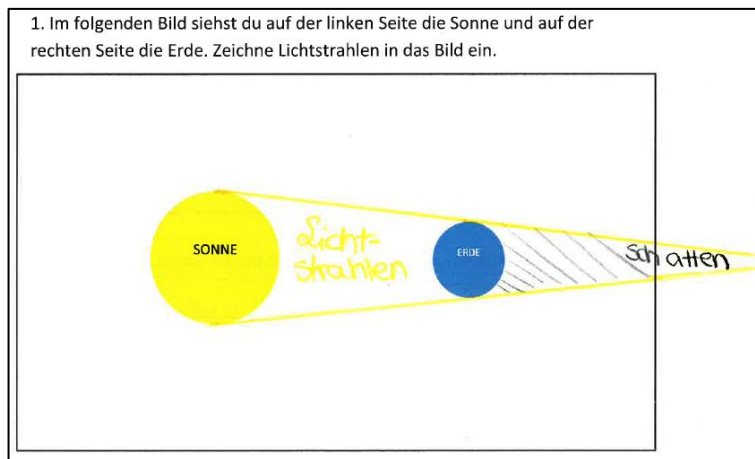 1. Im folgenden Bild siehst du auf der linken Seite die Sonne und auf der
rechten Seite die Erde. Zeichne Lichtstrahlen in das Bild ein.
SONNE
Licht-
strahlen
ERDE
Schatten